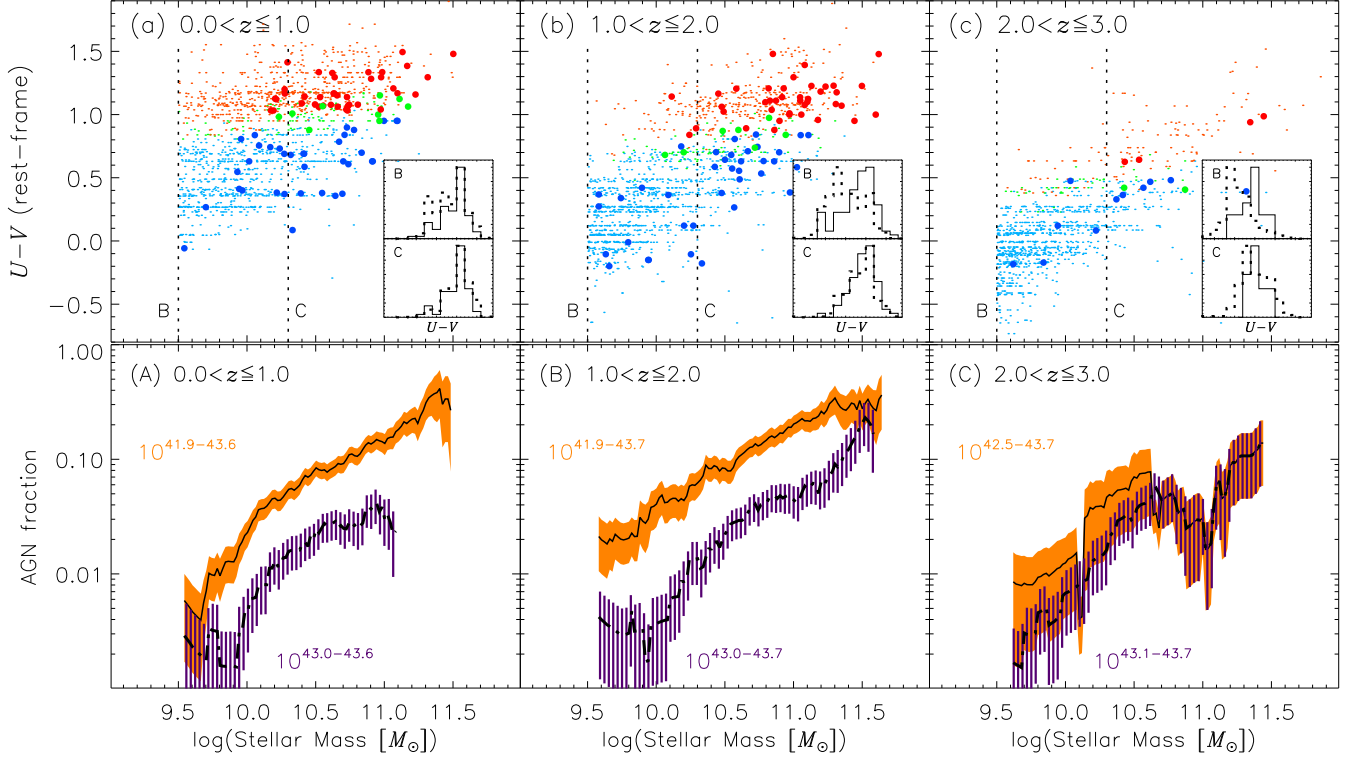 (a) 0.0<z≦1.0
(b) 1.0<z≦2.0
(c) 2.0<z≦3.0
U−V (rest−frame)
1.5
1.0
0.5
0.0
−0.5
B
C
B
C
U−V
B
C
B
C
U−V
B
C
B
C
U−V
(A) 0.0<z≦1.0
(B) 1.0<z≦2.0
(C) 2.0<z≦3.0
AGN fraction
1.00
0.10
0.01
10^41.9−43.6
10^43.0−43.6
10^41.9−43.7
10^43.0−43.7
10^42.5−43.7
10^43.1−43.7
9.5 10.0 10.5 11.0 11.5
9.5 10.0 10.5 11.0 11.5
9.5 10.0 10.5 11.0 11.5
log(Stellar Mass [M⊙])
log(Stellar Mass [M⊙])
log(Stellar Mass [M⊙])